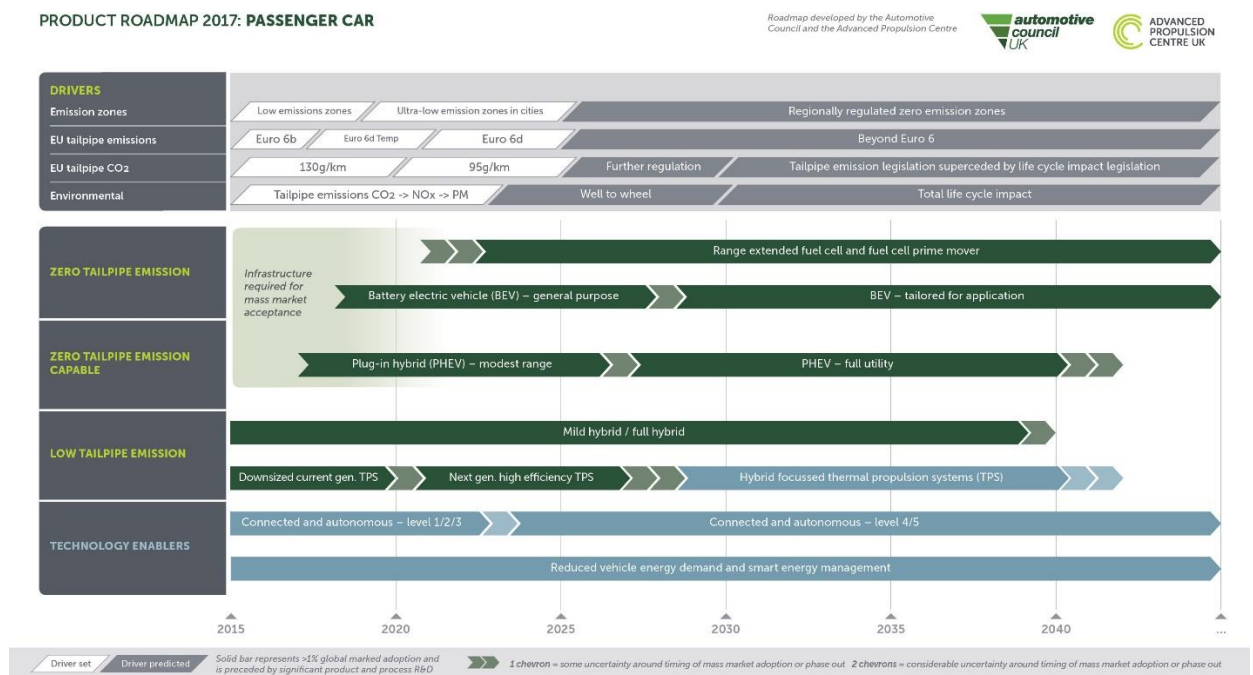 PRODUCT ROADMAP 2017: PASSENGER CAR
Roadmap developed by the Automotive
Council and the Advanced Propulsion Centre
automotive
council
UK
ADVANCED
PROPULSION
CENTRE UK
DRIVERS
Emission zones
Low emissions zones
Ultra-low emission zones in cities
Regionally regulated zero emission zones
EU tailpipe emissions
Euro 6b
Euro 6d Temp
Euro 6d
Beyond Euro 6
EU tailpipe CO2
130g/km
95g/km
Further regulation
Tailpipe emission legislation superceded by life cycle impact legislation
Environmental
Tailpipe emissions CO2 -> NOx -> PM
Well to wheel
Total life cycle impact
ZERO TAILPIPE EMISSION
Infrastructure
required for
mass market
acceptance
Range extended fuel cell and fuel cell prime mover
Battery electric vehicle (BEV) – general purpose
BEV – tailored for application
ZERO TAILPIPE EMISSION
CAPABLE
Plug-in hybrid (PHEV) – modest range
PHEV – full utility
LOW TAILPIPE EMISSION
Mild hybrid / full hybrid
Downsized current gen. TPS
Next gen. high efficiency TPS
Hybrid focussed thermal propulsion systems (TPS)
TECHNOLOGY ENABLERS
Connected and autonomous – level 1/2/3
Connected and autonomous – level 4/5
Reduced vehicle energy demand and smart energy management
2015
2020
2025
2030
2035
2040
...
Driver set
Driver predicted
Solid bar represents >1% global marked adoption and
is preceded by significant product and process R&D
1 chevron = some uncertainty around timing of mass market adoption or phase out 2 chevrons = considerable uncertainty around timing of mass market adoption or phase out